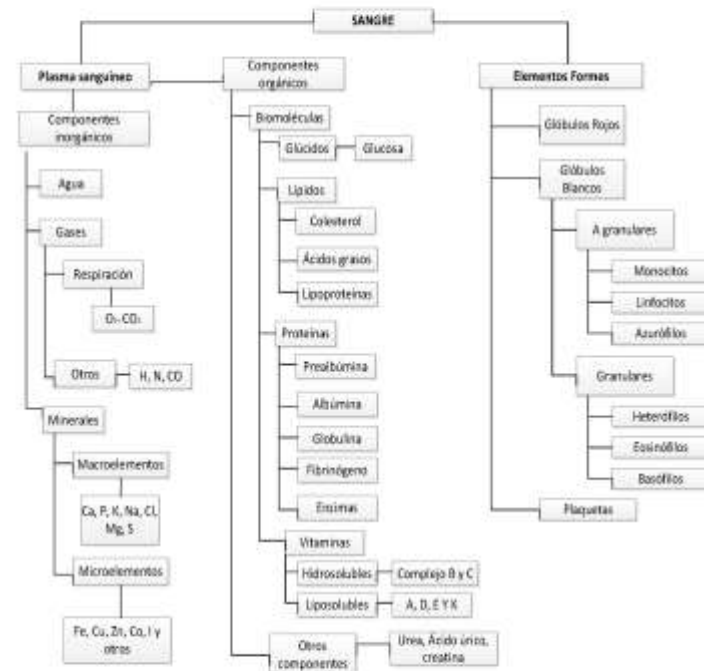 SANGRE
Plasma sanguíneo
Componentes
inorgánicos
Agua
Gases
Respiración
O₂-CO₂
Otros
H, N, CO
Minerales
Macroelementos
Ca, P, K, Na, Cl,
Mg, S
Microelementos
Fe, Cu, Zn, Co, I y
otros
Componentes
orgánicos
Biomoléculas
Glúcidos
Glucosa
Lípidos
Colesterol
Ácidos grasos
Lipoproteínas
Proteínas
Prealbúmina
Albúmina
Globulina
Fibrinógeno
Enzimas
Vitaminas
Hidrosolubles
Complejo B y C
Liposolubles
A, D, E Y K
Otros
componentes
Urea, Ácido úrico,
creatina
Elementos Formes
Glóbulos Rojos
Glóbulos
Blancos
A granulares
Monocitos
Linfocitos
Azurófilos
Granulares
Heterófilos
Eosinófilos
Basófilos
Plaquetas